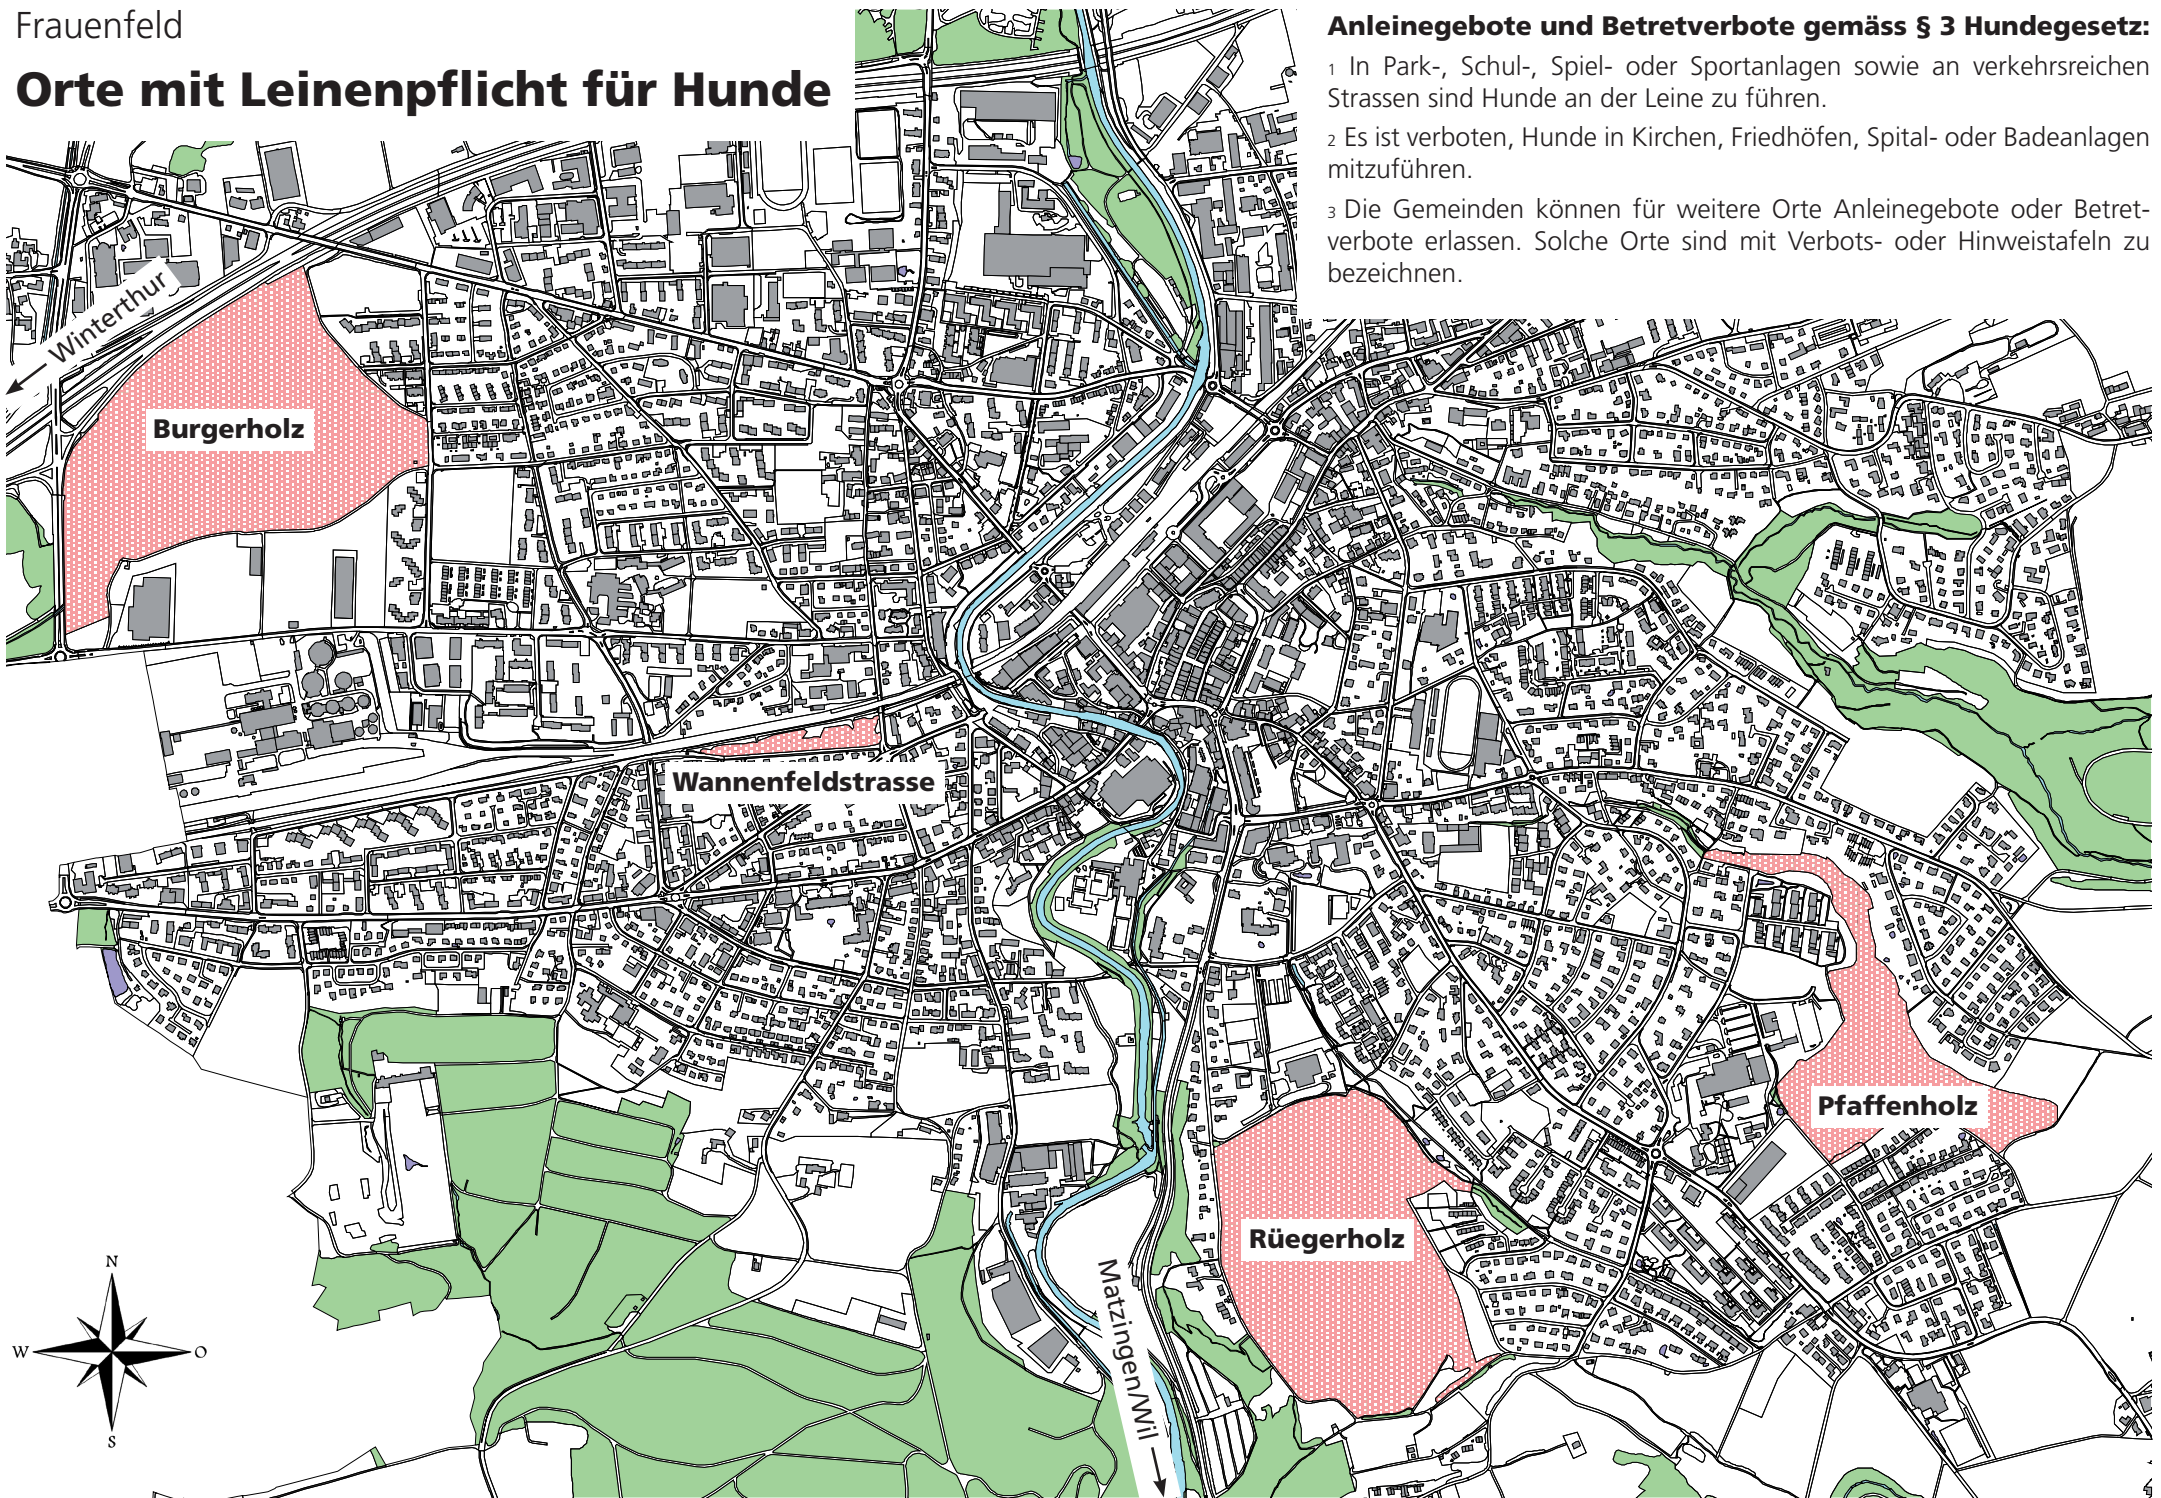 Frauenfeld
Orte mit Leinenpflicht für Hunde
Anleinegebote und Betretverbote gemäss § 3 Hundegesetz:
1 In Park-, Schul-, Spiel- oder Sportanlagen sowie an verkehrsreichen
Strassen sind Hunde an der Leine zu führen.
2 Es ist verboten, Hunde in Kirchen, Friedhöfen, Spital- oder Badeanlagen
mitzuführen.
3 Die Gemeinden können für weitere Orte Anleinegebote oder Betret-
verbote erlassen. Solche Orte sind mit Verbots- oder Hinweistafeln zu
bezeichnen.
Winterthur
Burgerholz
Wannenfeldstrasse
Pfaffenholz
Rüegerholz
Matzingen/Wil
N
W
O
S